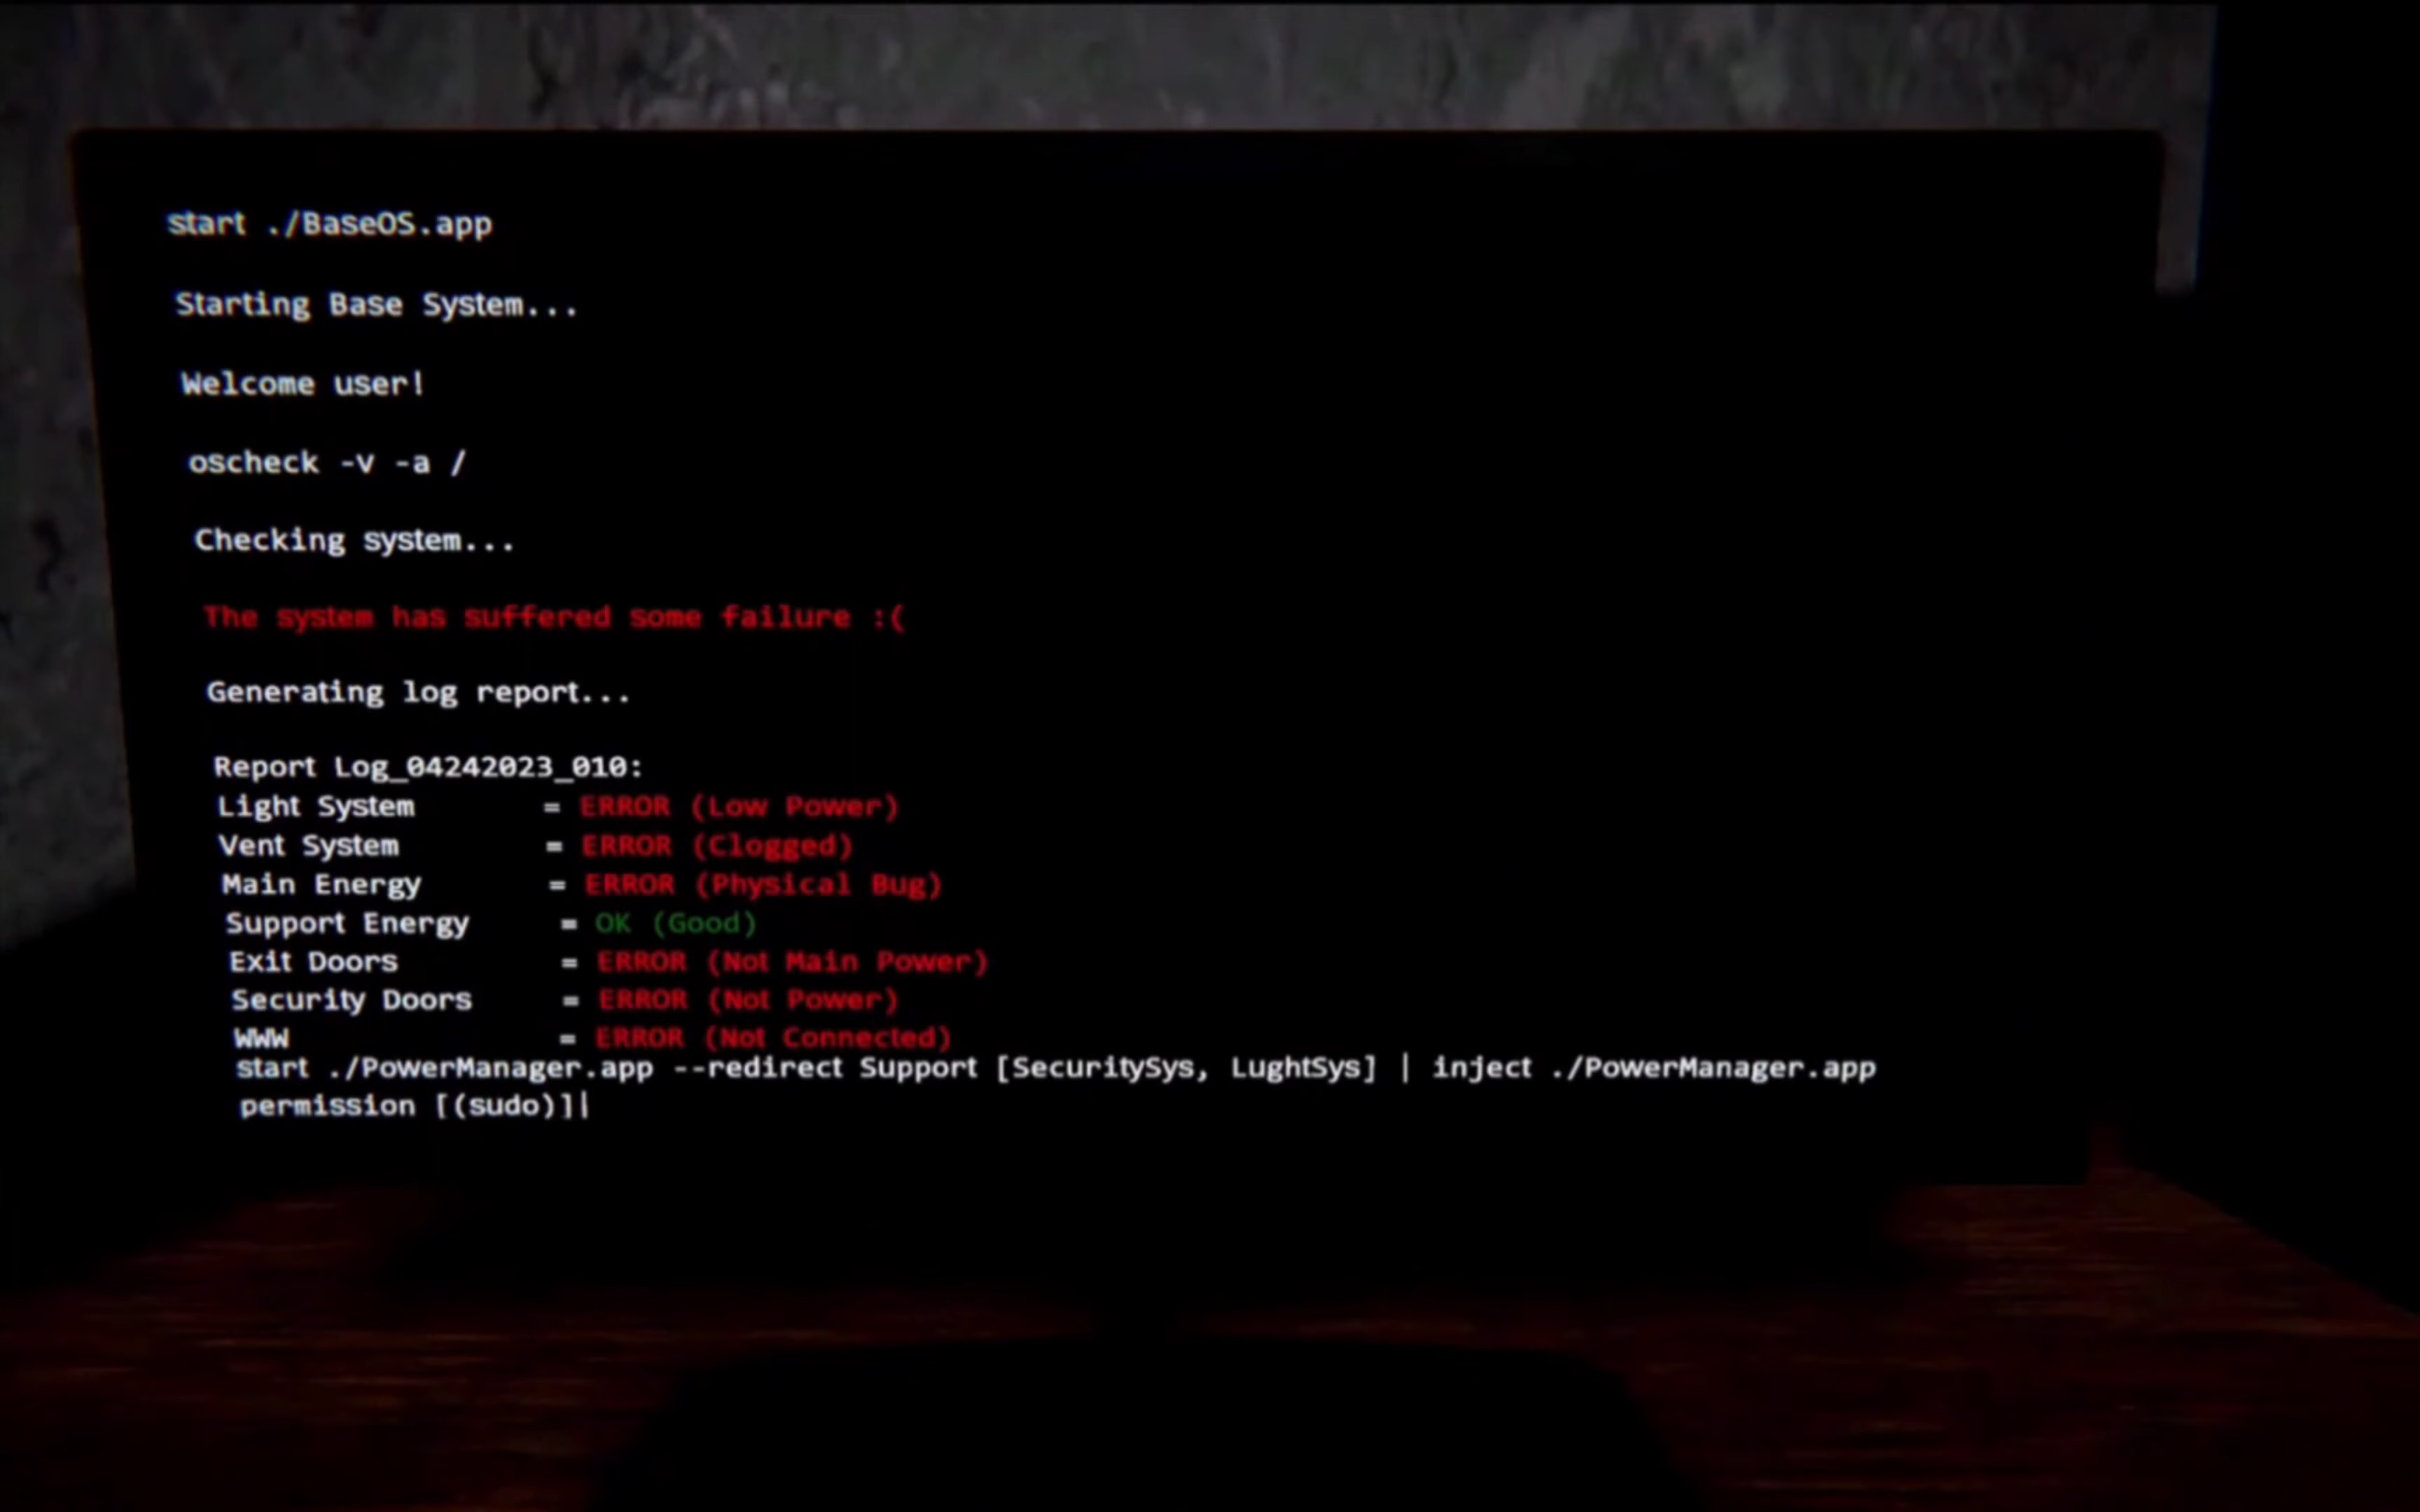 start ./BaseOS.app
Starting Base System...
Welcome user!
oscheck -v -a /
Checking system...
The system has suffered some failure :(
Generating log report...
Report Log_04242023_010:
Light System = ERROR (Low Power)
Vent System = ERROR (Clogged)
Main Energy = ERROR (Physical Bug)
Support Energy = OK (Good)
Exit Doors = ERROR (Not Main Power)
Security Doors = ERROR (Not Power)
WWW = ERROR (Not Connected)
start ./PowerManager.app --redirect Support [SecuritySys, LughtSys] | inject ./PowerManager.app
permission [(sudo)]|